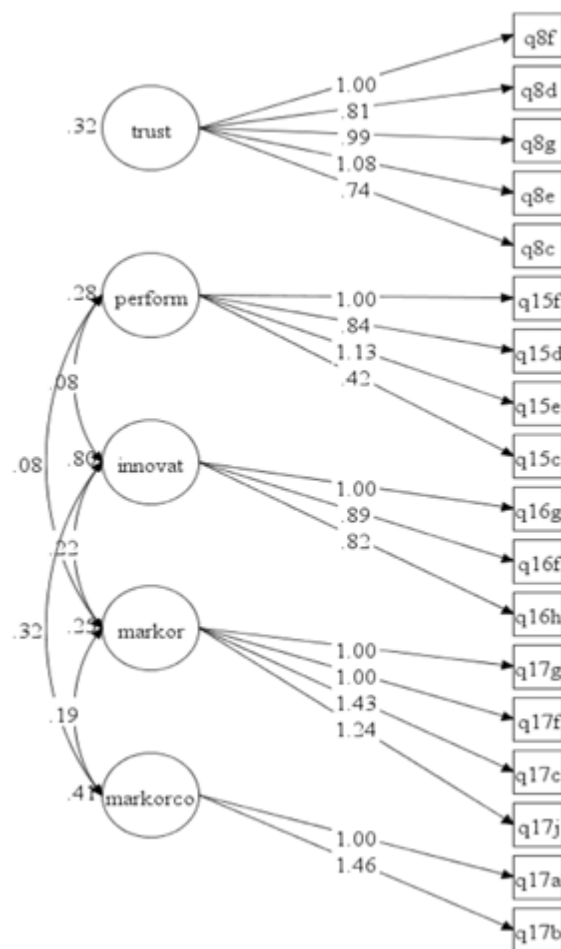 q8f
1.00
q8d
.81
.32
trust
.99
q8g
1.08
q8e
.74
q8c
.28
perform
1.00
q15f
.84
q15d
1.13
.42
q15e
.08
.08
.80
innovat
q15c
1.00
q16g
.89
.82
q16f
.22
q16h
.32
markor
1.00
q17g
1.00
q17f
1.43
1.24
q17c
.19
.41
markorco
q17j
1.00
q17a
1.46
q17b